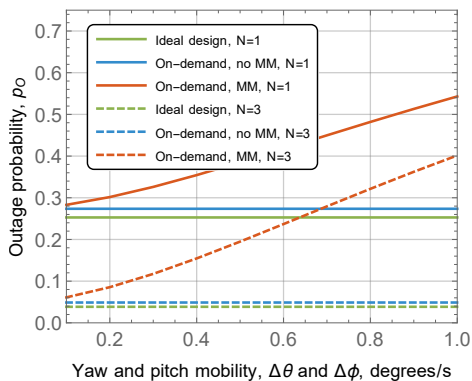 Outage probability, pO
0.7
0.6
0.5
0.4
0.3
0.2
0.1
0.0
Ideal design, N=1
On-demand, no MM, N=1
On-demand, MM, N=1
Ideal design, N=3
On-demand, no MM, N=3
On-demand, MM, N=3
0.2 0.4 0.6 0.8 1.0
Yaw and pitch mobility, Δθ and Δϕ, degrees/s